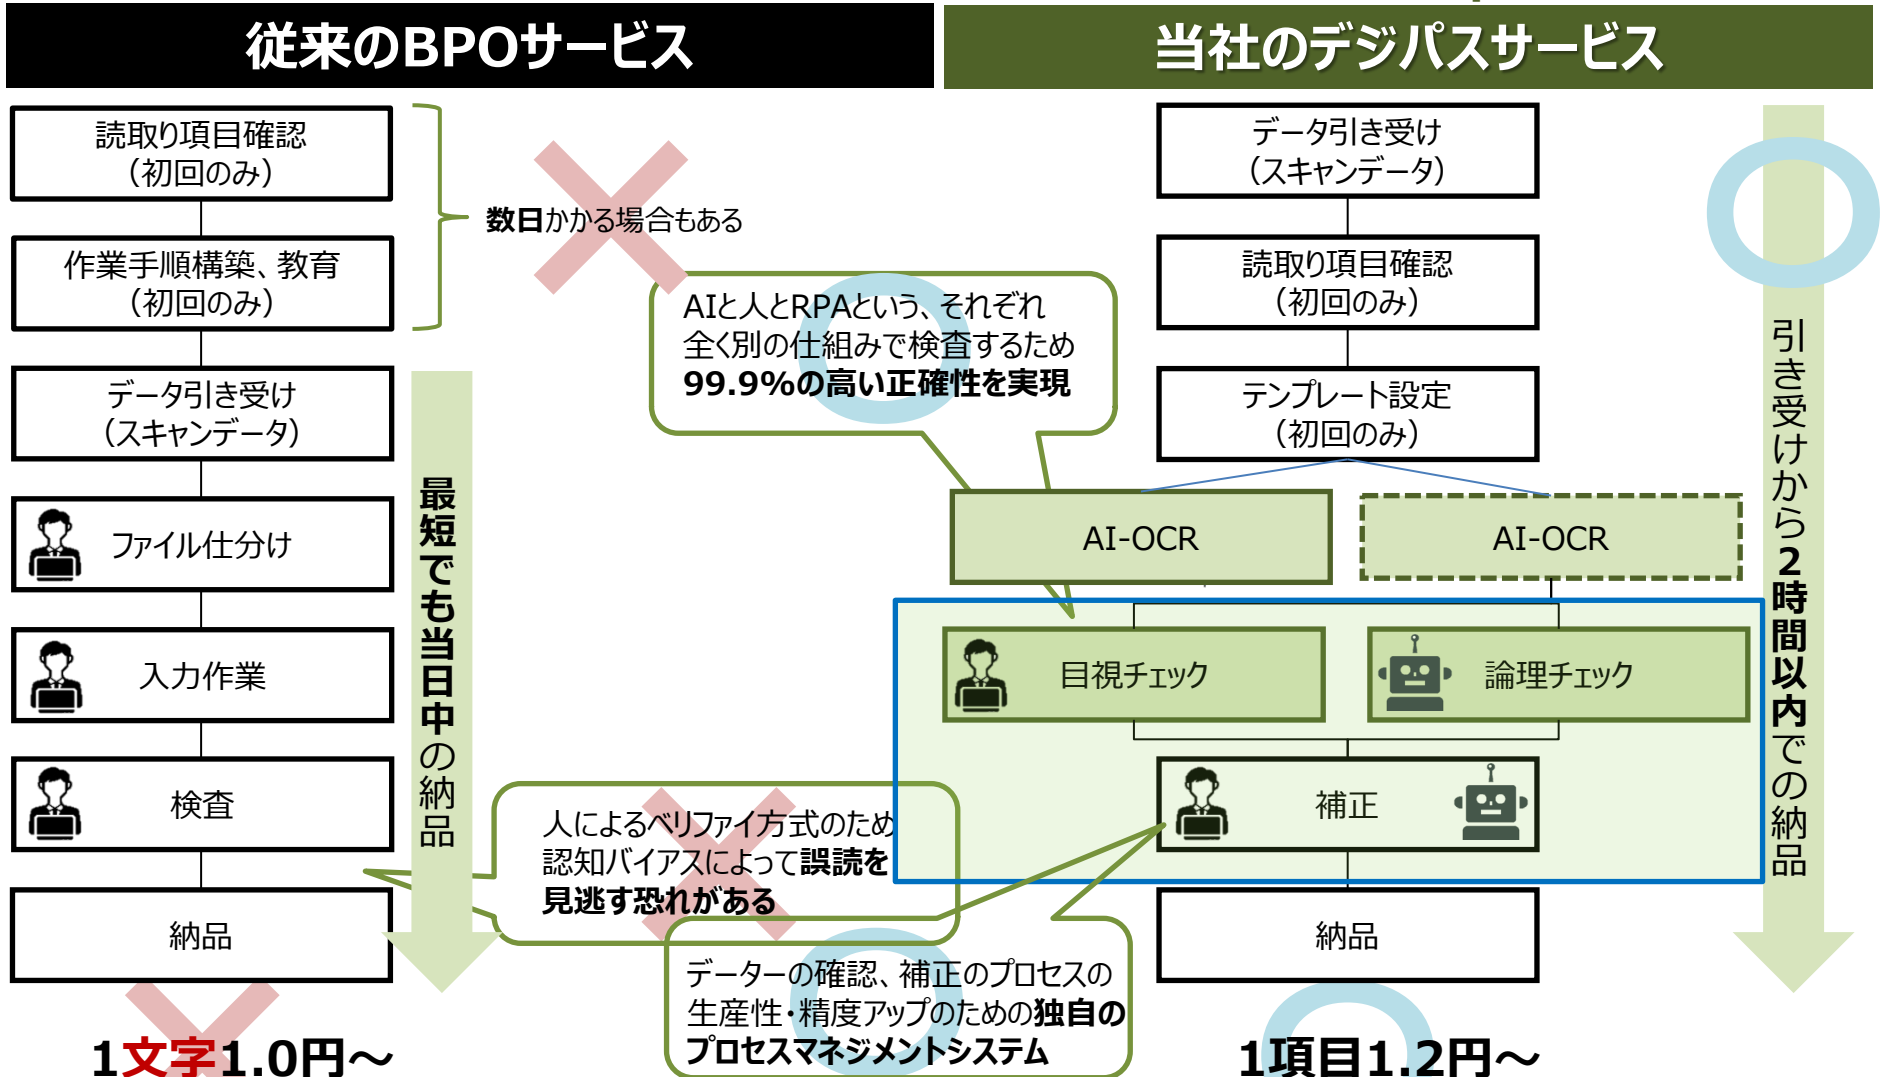 従来のBPOサービス
当社のデジパスサービス
読取り項目確認
（初回のみ）
作業手順構築、教育
（初回のみ）
数日かかる場合もある
データ引き受け
（スキャンデータ）
ファイル仕分け
入力作業
検査
納品
最短でも当日中の納品
人によるベリファイ方式のため
認知バイアスによって誤読を
見逃す恐れがある
1文字1.0円～
AIと人とRPAという、それぞれ
全く別の仕組みで検査するため
99.9%の高い正確性を実現
データ引き受け
（スキャンデータ）
読取り項目確認
（初回のみ）
テンプレート設定
（初回のみ）
AI-OCR
AI-OCR
目視チェック
論理チェック
補正
納品
引き受けから2時間以内での納品
データーの確認、補正のプロセスの
生産性・精度アップのための独自の
プロセスマネジメントシステム
1項目1.2円～